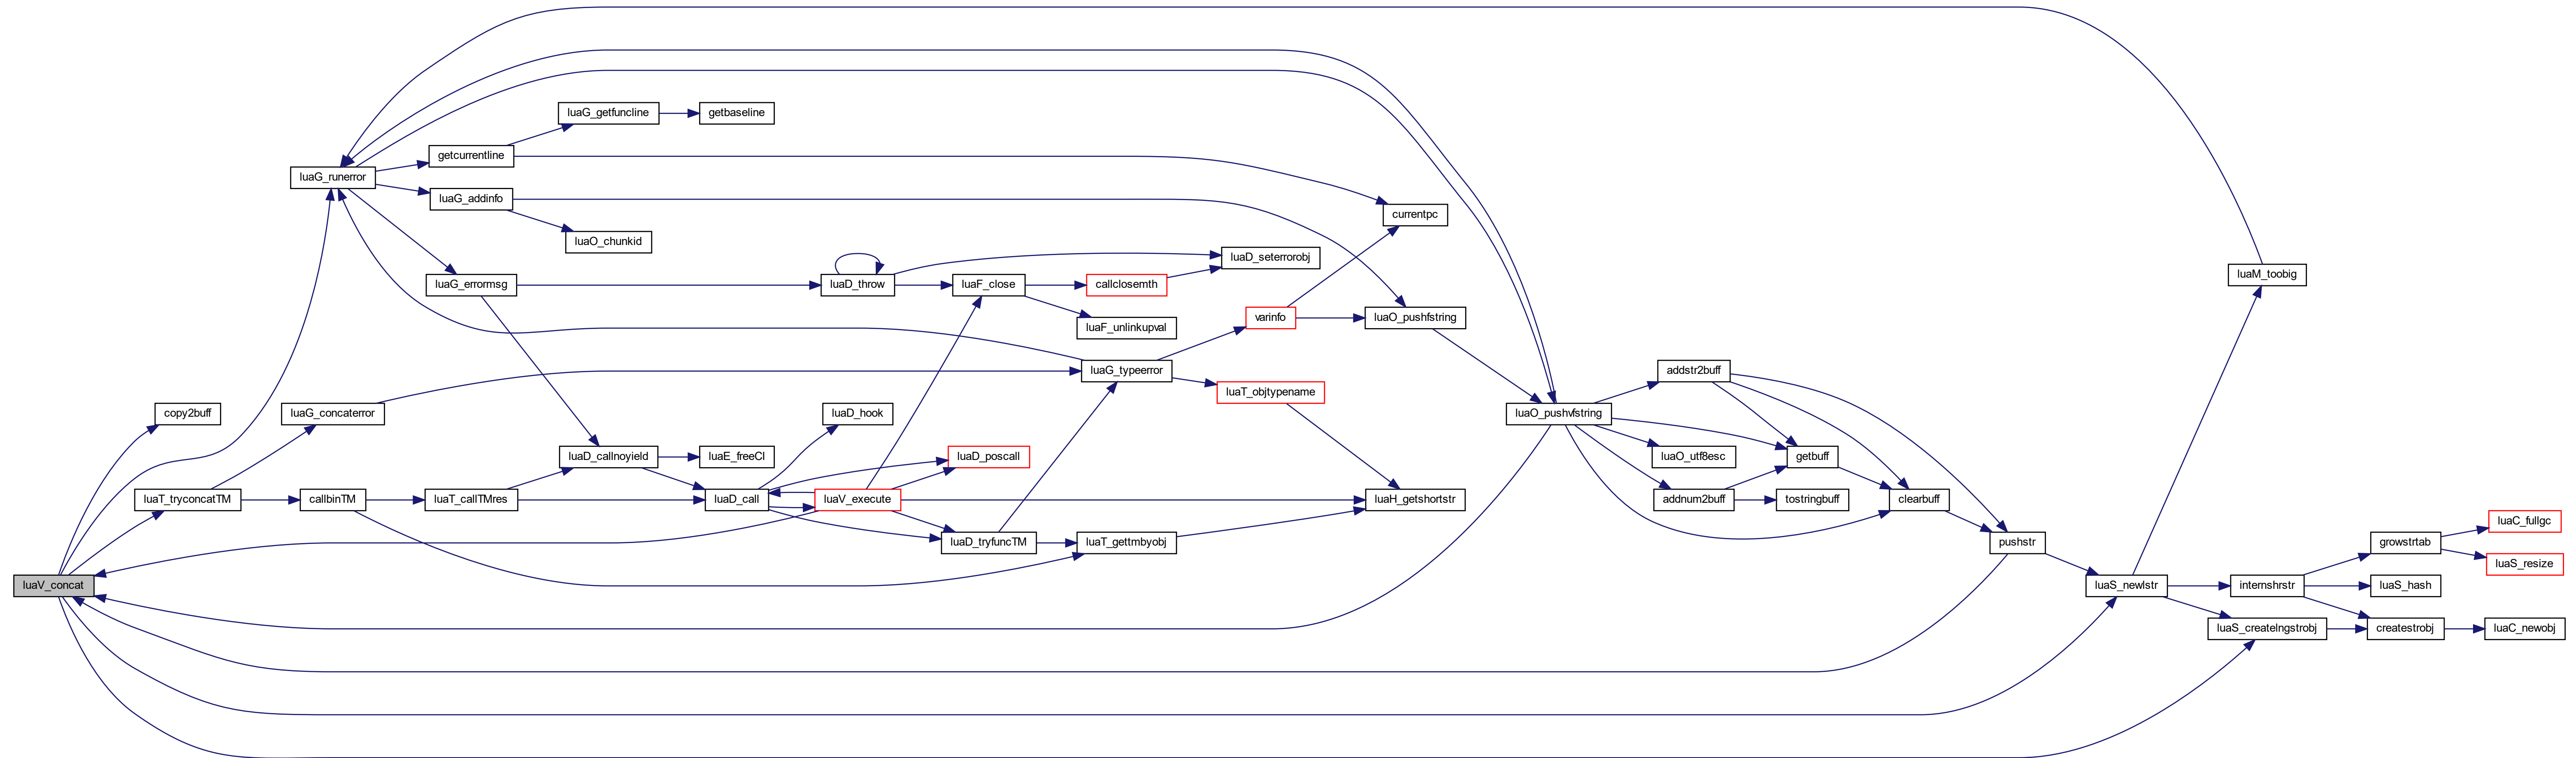 luaV_concat
copy2buff
luaT_tryconcatTM
luaG_runerror
luaG_concaterror
callbinTM
getcurrentline
luaG_addinfo
luaG_errormsg
luaT_callTMres
luaG_getfuncline
luaO_chunkid
luaD_callnoyield
getbaseline
luaE_freeCI
luaD_call
luaD_throw
luaD_hook
luaV_execute
luaF_close
luaD_poscall
luaD_tryfuncTM
callclosemth
luaF_unlinkupval
luaG_typeerror
luaT_gettmbyobj
luaD_seterrorobj
varinfo
luaT_objtypename
currentpc
luaO_pushfstring
luaH_getshortstr
luaO_pushvfstring
addstr2buff
luaO_utf8esc
addnum2buff
getbuff
tostringbuff
clearbuff
pushstr
luaS_newlstr
luaM_toobig
internshrstr
luaS_createlngstrobj
growstrtab
luaS_hash
createstrobj
luaC_fullgc
luaS_resize
luaC_newobj